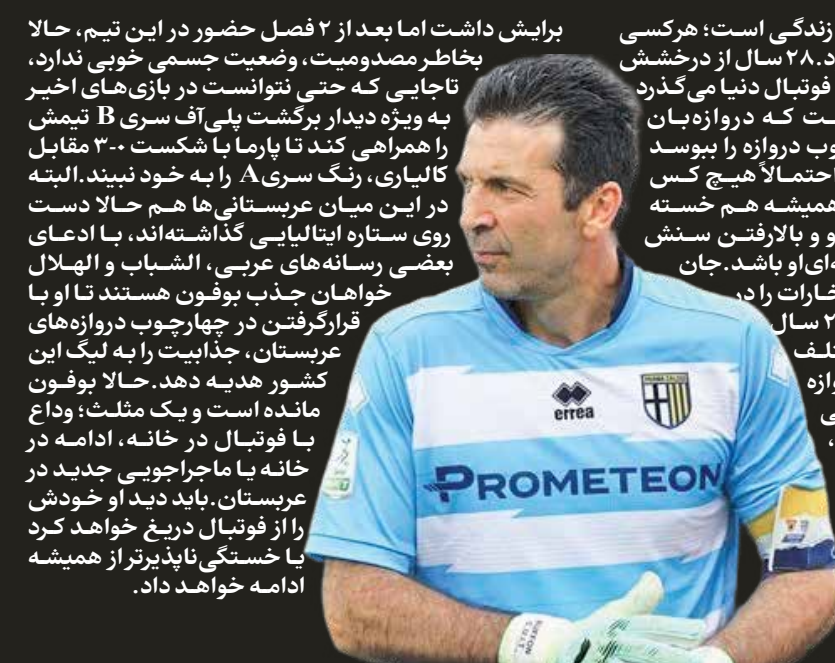 زندگی است؛ هرکسی
۲۸ سال از درخشش
فوتبال دنیا می‌گذرد
که دروازه‌بان
دروازه را ببوسد
احتمالاً هیچ کس
همیشه هم خسته
و بالارفتن سنش
او باشد.جان
را در
سال
برایش داشت اما بعد از ۲ فصل حضور در این تیم، حالا
بخاطر مصدومیت، وضعیت جسمی خوبی ندارد،
تاجایی که حتی نتوانست در بازی‌های اخیر
به ویژه دیدار برگشت پلی‌آف سری B تیمش
را همراهی کند تا پارما با شکست ۰-۳ مقابل
کالیاری، رنگ سریA را به خود نبیند.البته
در این میان عربستانی‌ها هم حالا دست
روی ستاره ایتالیایی گذاشته‌اند، با ادعای
بعضی رسانه‌های عربی، الشباب و الهلال
خواهان جذب بوفون هستند تا او با
قرارگرفتن در چهارچوب دروازه‌های
عربستان، جذابیت را به لیگ این
کشور هدیه دهد.حالا بوفون
مانده است و یک مثلث؛ وداع
با فوتبال در خانه، ادامه در
خانه یا ماجراجویی جدید در
عربستان.باید دید او خودش
را از فوتبال دریغ خواهد کرد
یا خستگی‌ناپذیرتر از همیشه
ادامه خواهد داد.
errea
PROMETEON